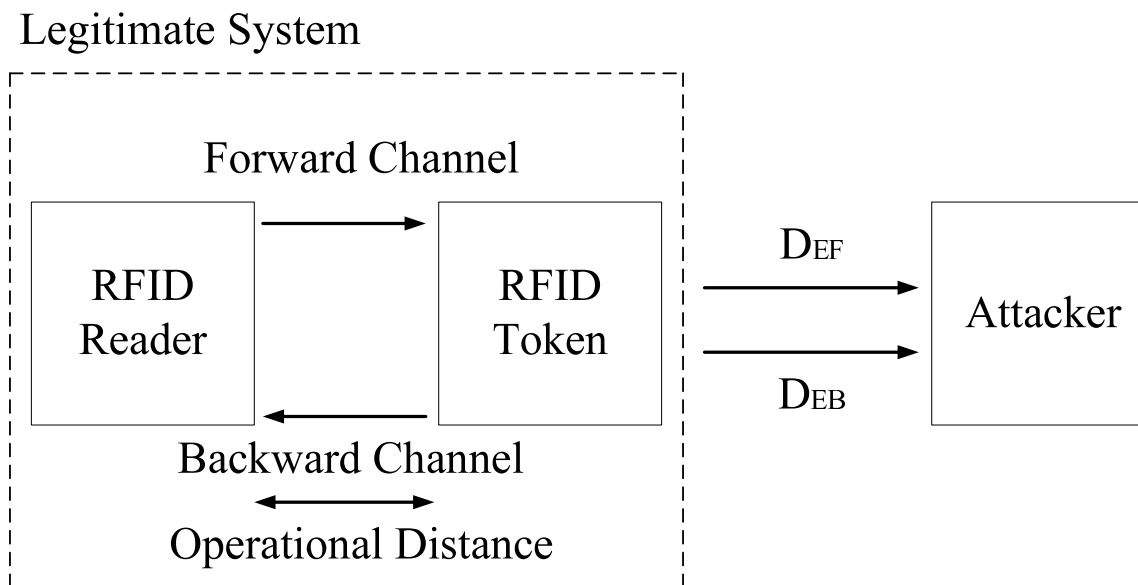 Legitimate System
Forward Channel
RFID
Reader
RFID
Token
DEF
DEB
Attacker
Backward Channel
Operational Distance